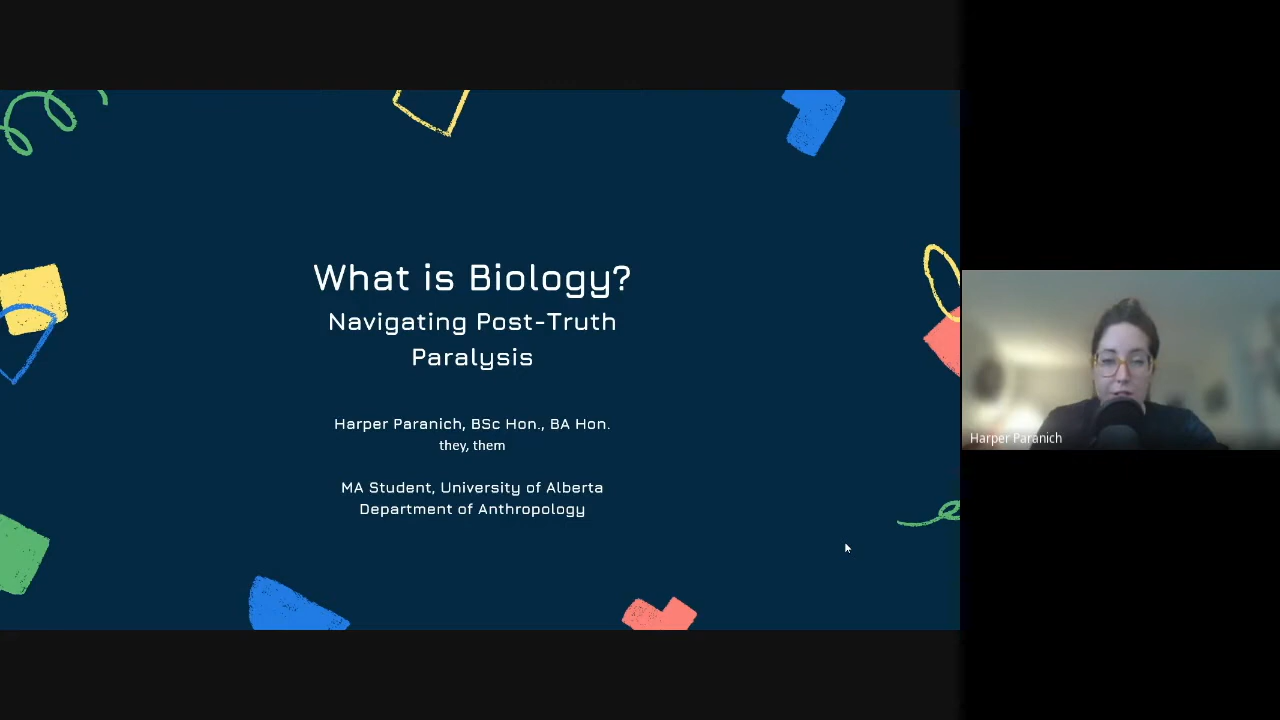 What is Biology?
Navigating Post-Truth
Paralysis
Harper Paranich, BSc Hon., BA Hon.
they, them
MA Student, University of Alberta
Department of Anthropology
Harper Paranich